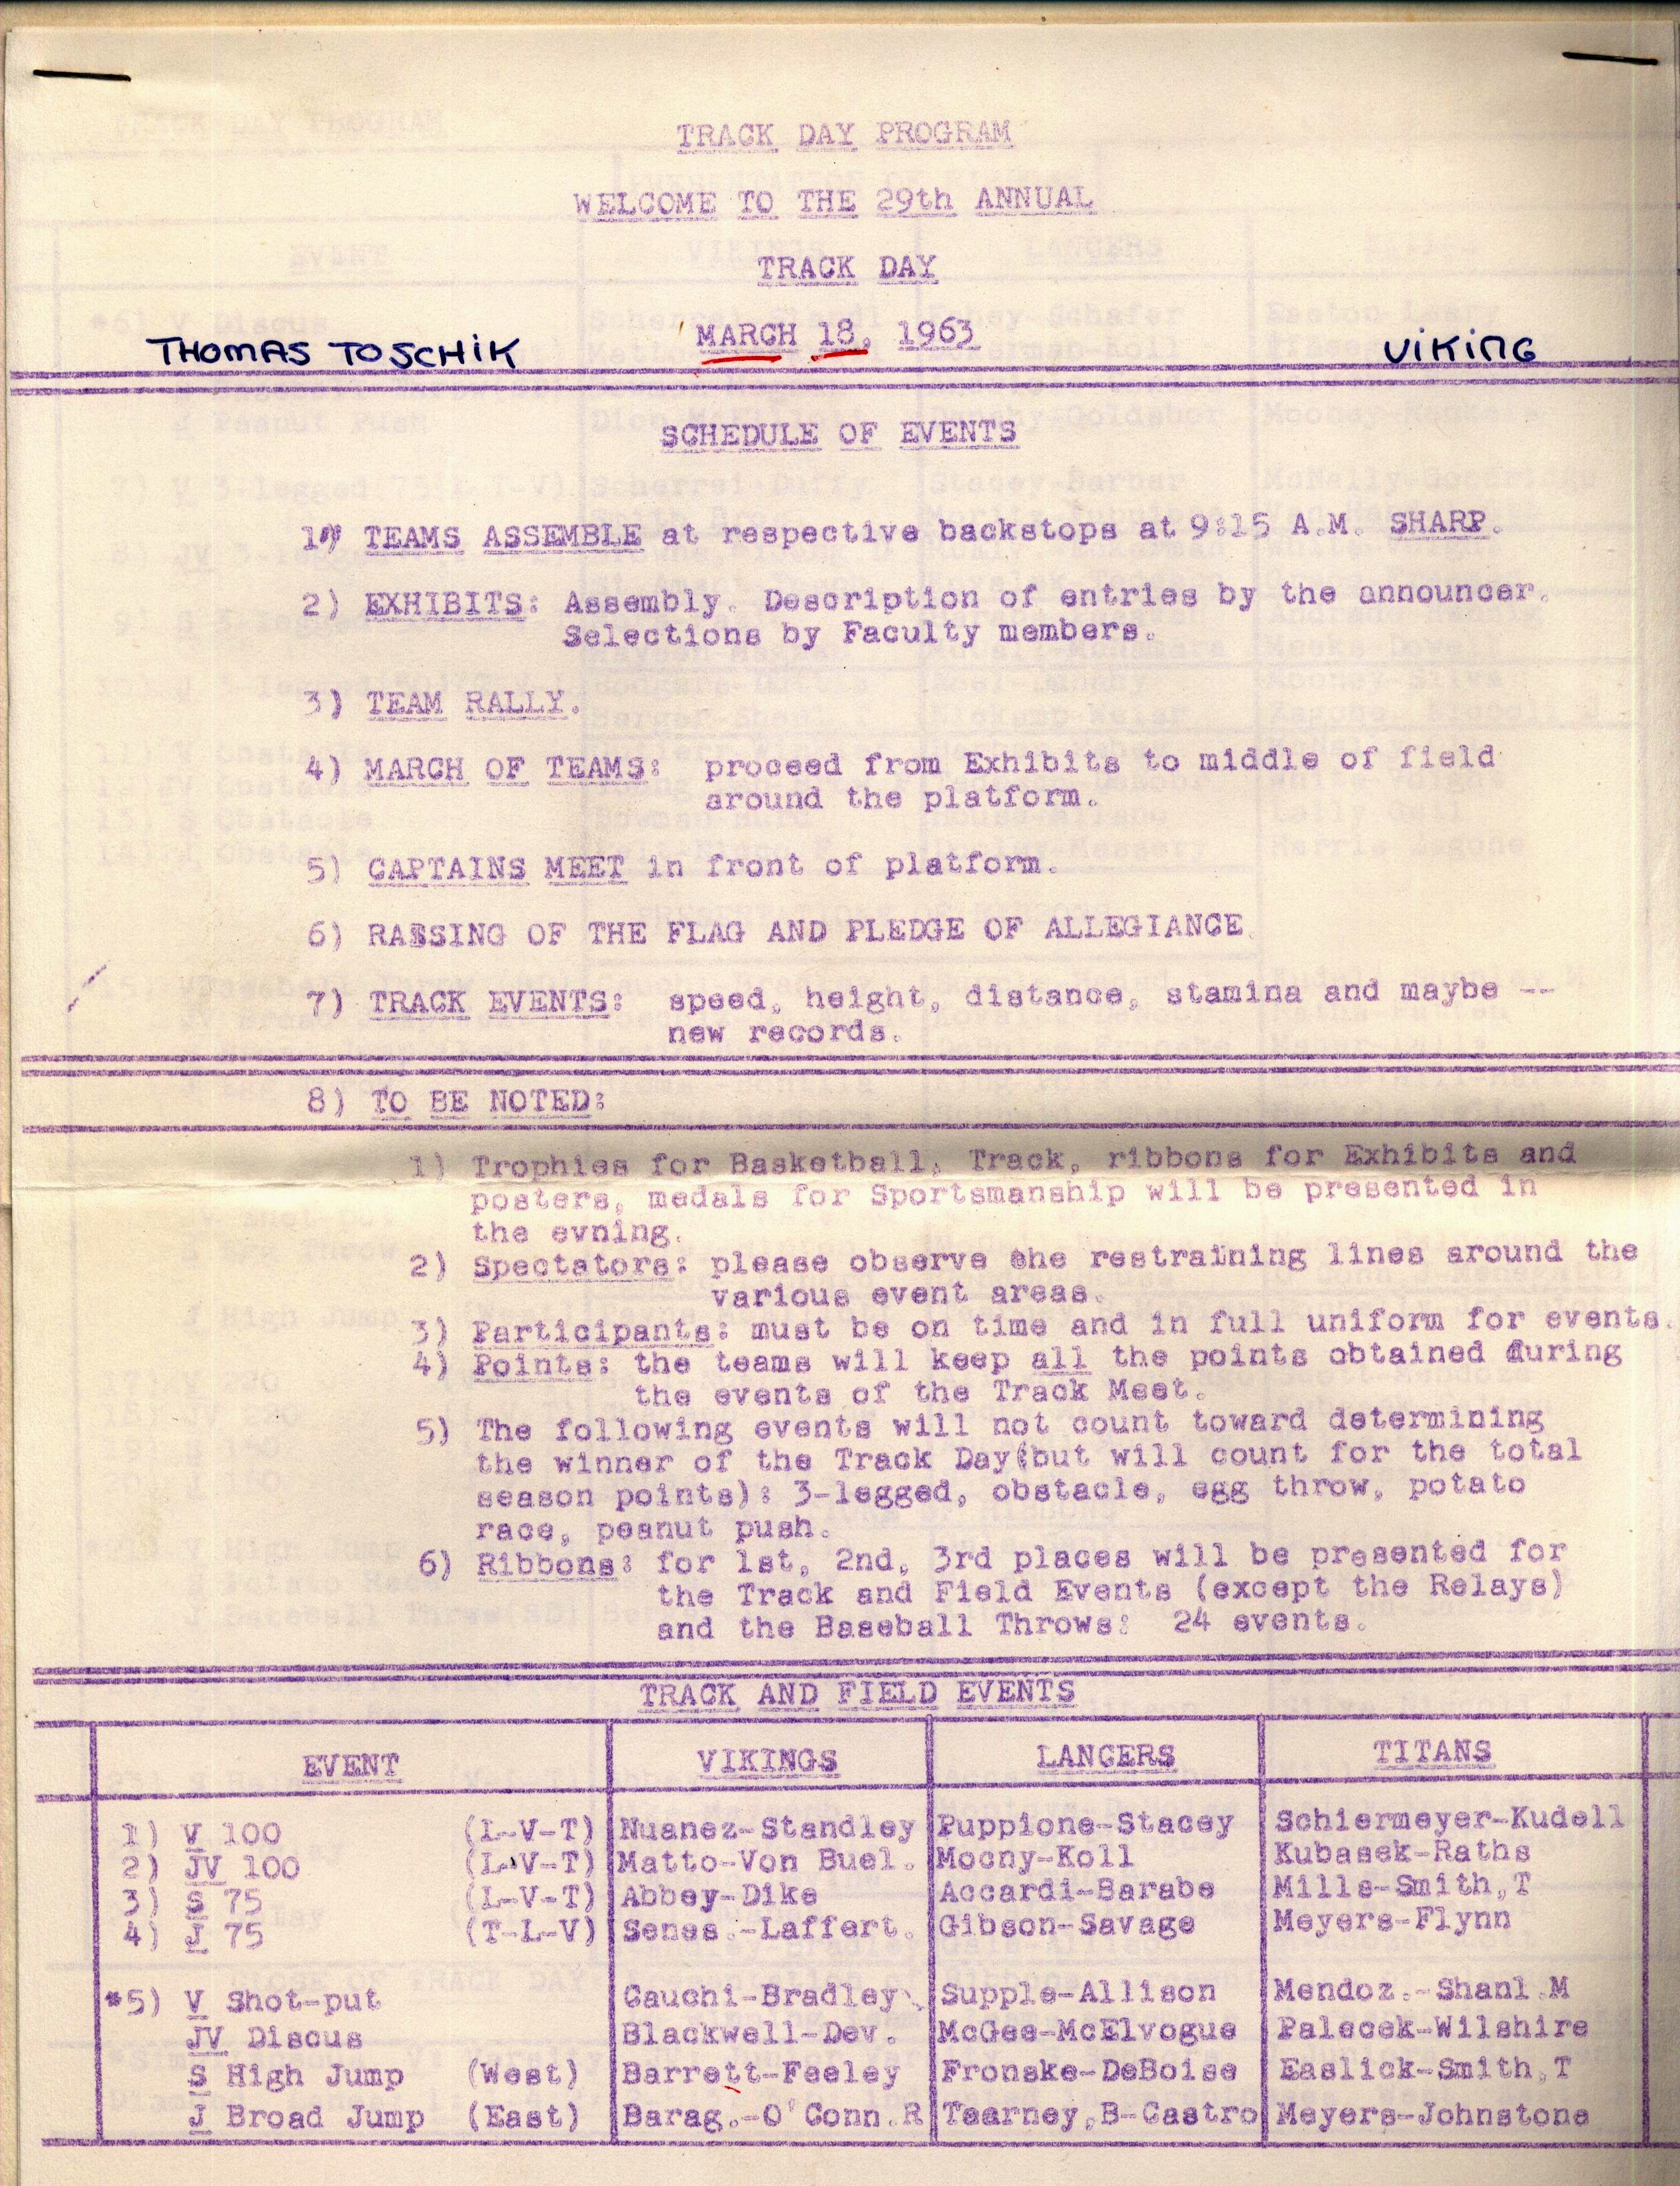 TRACK DAY PROGRAM
WELCOME TO THE 29th ANNUAL
TRACK DAY
MARCH 18, 1963
THOMAS TOSCHIK VIKING
SCHEDULE OF EVENTS
1) TEAMS ASSEMBLE at respective backstops at 9:15 A.M. SHARP.
2) EXHIBITS: Assembly. Description of entries by the announcer.
Selections by Faculty members.
3) TEAM RALLY.
4) MARCH OF TEAMS: proceed from Exhibits to middle of field
around the platform.
5) CAPTAINS MEET in front of platform.
6) RASSING OF THE FLAG AND PLEDGE OF ALLEGIANCE.
7) TRACK EVENTS: speed, height, distance, stamina and maybe --
new records.
8) TO BE NOTED:
1) Trophies for Basketball, Track, ribbons for Exhibits and
posters, medals for Sportsmanship will be presented in
the evning.
2) Spectators: please observe the restraining lines around the
various event areas.
3) Participants: must be on time and in full uniform for events.
4) Points: the teams will keep all the points obtained during
the events of the Track Meet.
5) The following events will not count toward determining
the winner of the Track Day(but will count for the total
season points): 3-legged, obstacle, egg throw, potato
race, peanut push.
6) Ribbons: for 1st, 2nd, 3rd places will be presented for
the Track and Field Events (except the Relays)
and the Baseball Throws: 24 events.
TRACK AND FIELD EVENTS
EVENT VIKINGS LANCERS TITANS
1) V 100 (L-V-T) Nuanez-Standley Puppione-Stacey Schiermeyer-Kudell
2) JV 100 (L-V-T) Matto-Von Buel. Moony-Koll Kubasek-Raths
3) S 75 (L-V-T) Abbey-Dike Accardi-Barabe Mills-Smith,T
4) J 75 (T-L-V) Senes.-Laffert. Gibson-Savage Meyers-Flynn
*5) V Shot-put Cauchi-Bradley Supple-Allison Mendoz.-Shanl.M
JV Discus Blackwell-Dev. McGee-McElvogue Palecek-Wilshire
S High Jump (West) Barrett-Feeley Fronske-DeBoise Easlick-Smith,T
J Broad Jump (East) Barag.-O'Conn.R Tearney,B-Castro Meyers-Johnstone